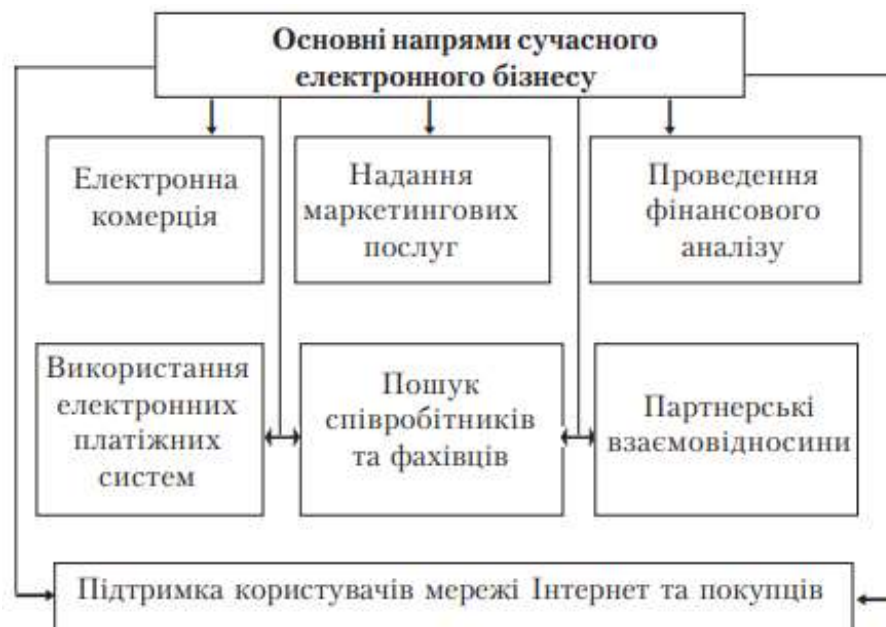 Основні напрями сучасного
електронного бізнесу
Електронна
комерція
Надання
маркетингових
послуг
Проведення
фінансового
аналізу
Використання
електронних
платіжних
систем
Пошук
співробітників
та фахівців
Партнерські
взаємовідносини
Підтримка користувачів мережі Інтернет та покупців